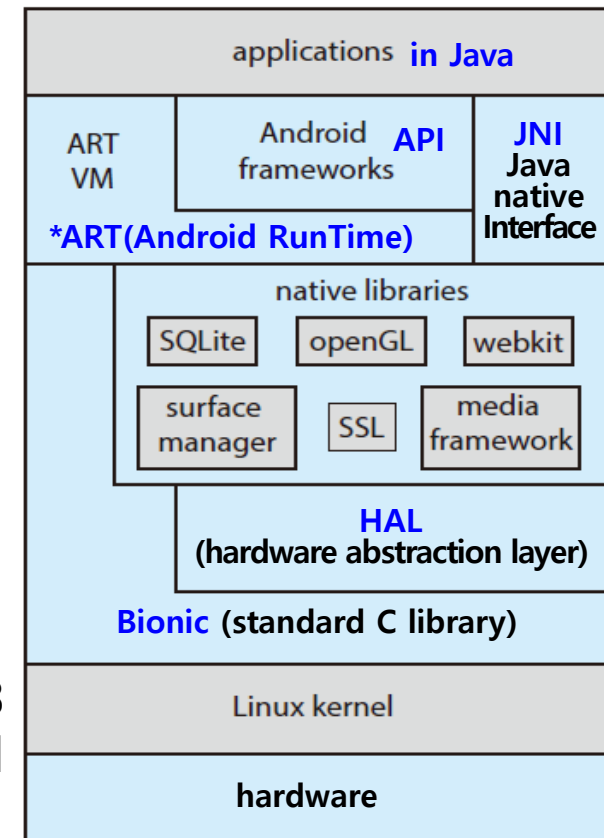 applications in Java
ART
VM
Android API
frameworks
JNI
Java
native
Interface
*ART(Android RunTime)
native libraries
SQLite
openGL
webkit
surface
manager
SSL
media
framework
HAL
(hardware abstraction layer)
Bionic (standard C library)
Linux kernel
hardware